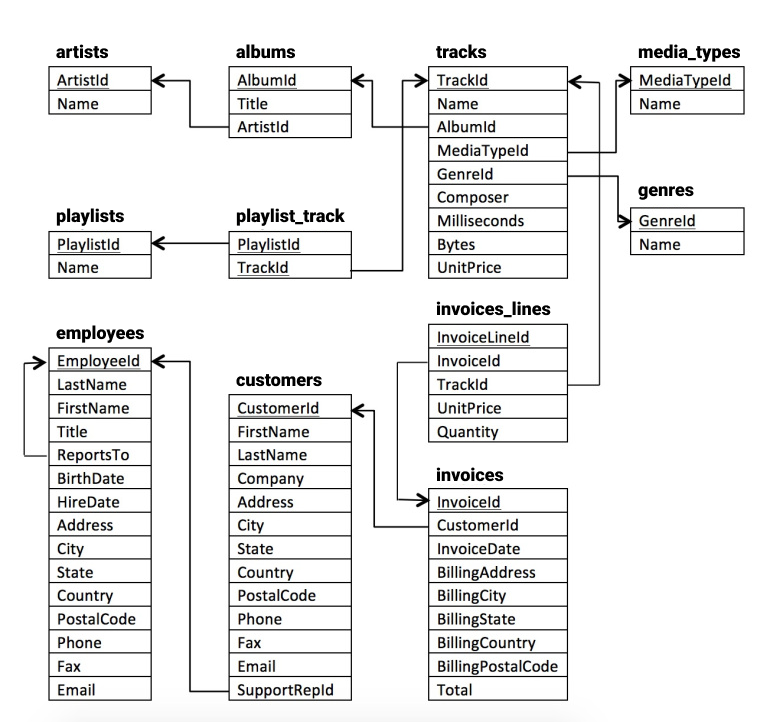 artists
ArtistId
Name
albums
AlbumId
Title
ArtistId
tracks
TrackId
Name
AlbumId
MediaTypeId
GenreId
Composer
Milliseconds
Bytes
UnitPrice
media_types
MediaTypeId
Name
genres
GenreId
Name
playlists
PlaylistId
Name
playlist_track
PlaylistId
TrackId
employees
EmployeeId
LastName
FirstName
Title
ReportsTo
BirthDate
HireDate
Address
City
State
Country
PostalCode
Phone
Fax
Email
customers
CustomerId
FirstName
LastName
Company
Address
City
State
Country
PostalCode
Phone
Fax
Email
SupportRepId
invoices_lines
InvoiceLineId
InvoiceId
TrackId
UnitPrice
Quantity
invoices
InvoiceId
CustomerId
InvoiceDate
BillingAddress
BillingCity
BillingState
BillingCountry
BillingPostalCode
Total